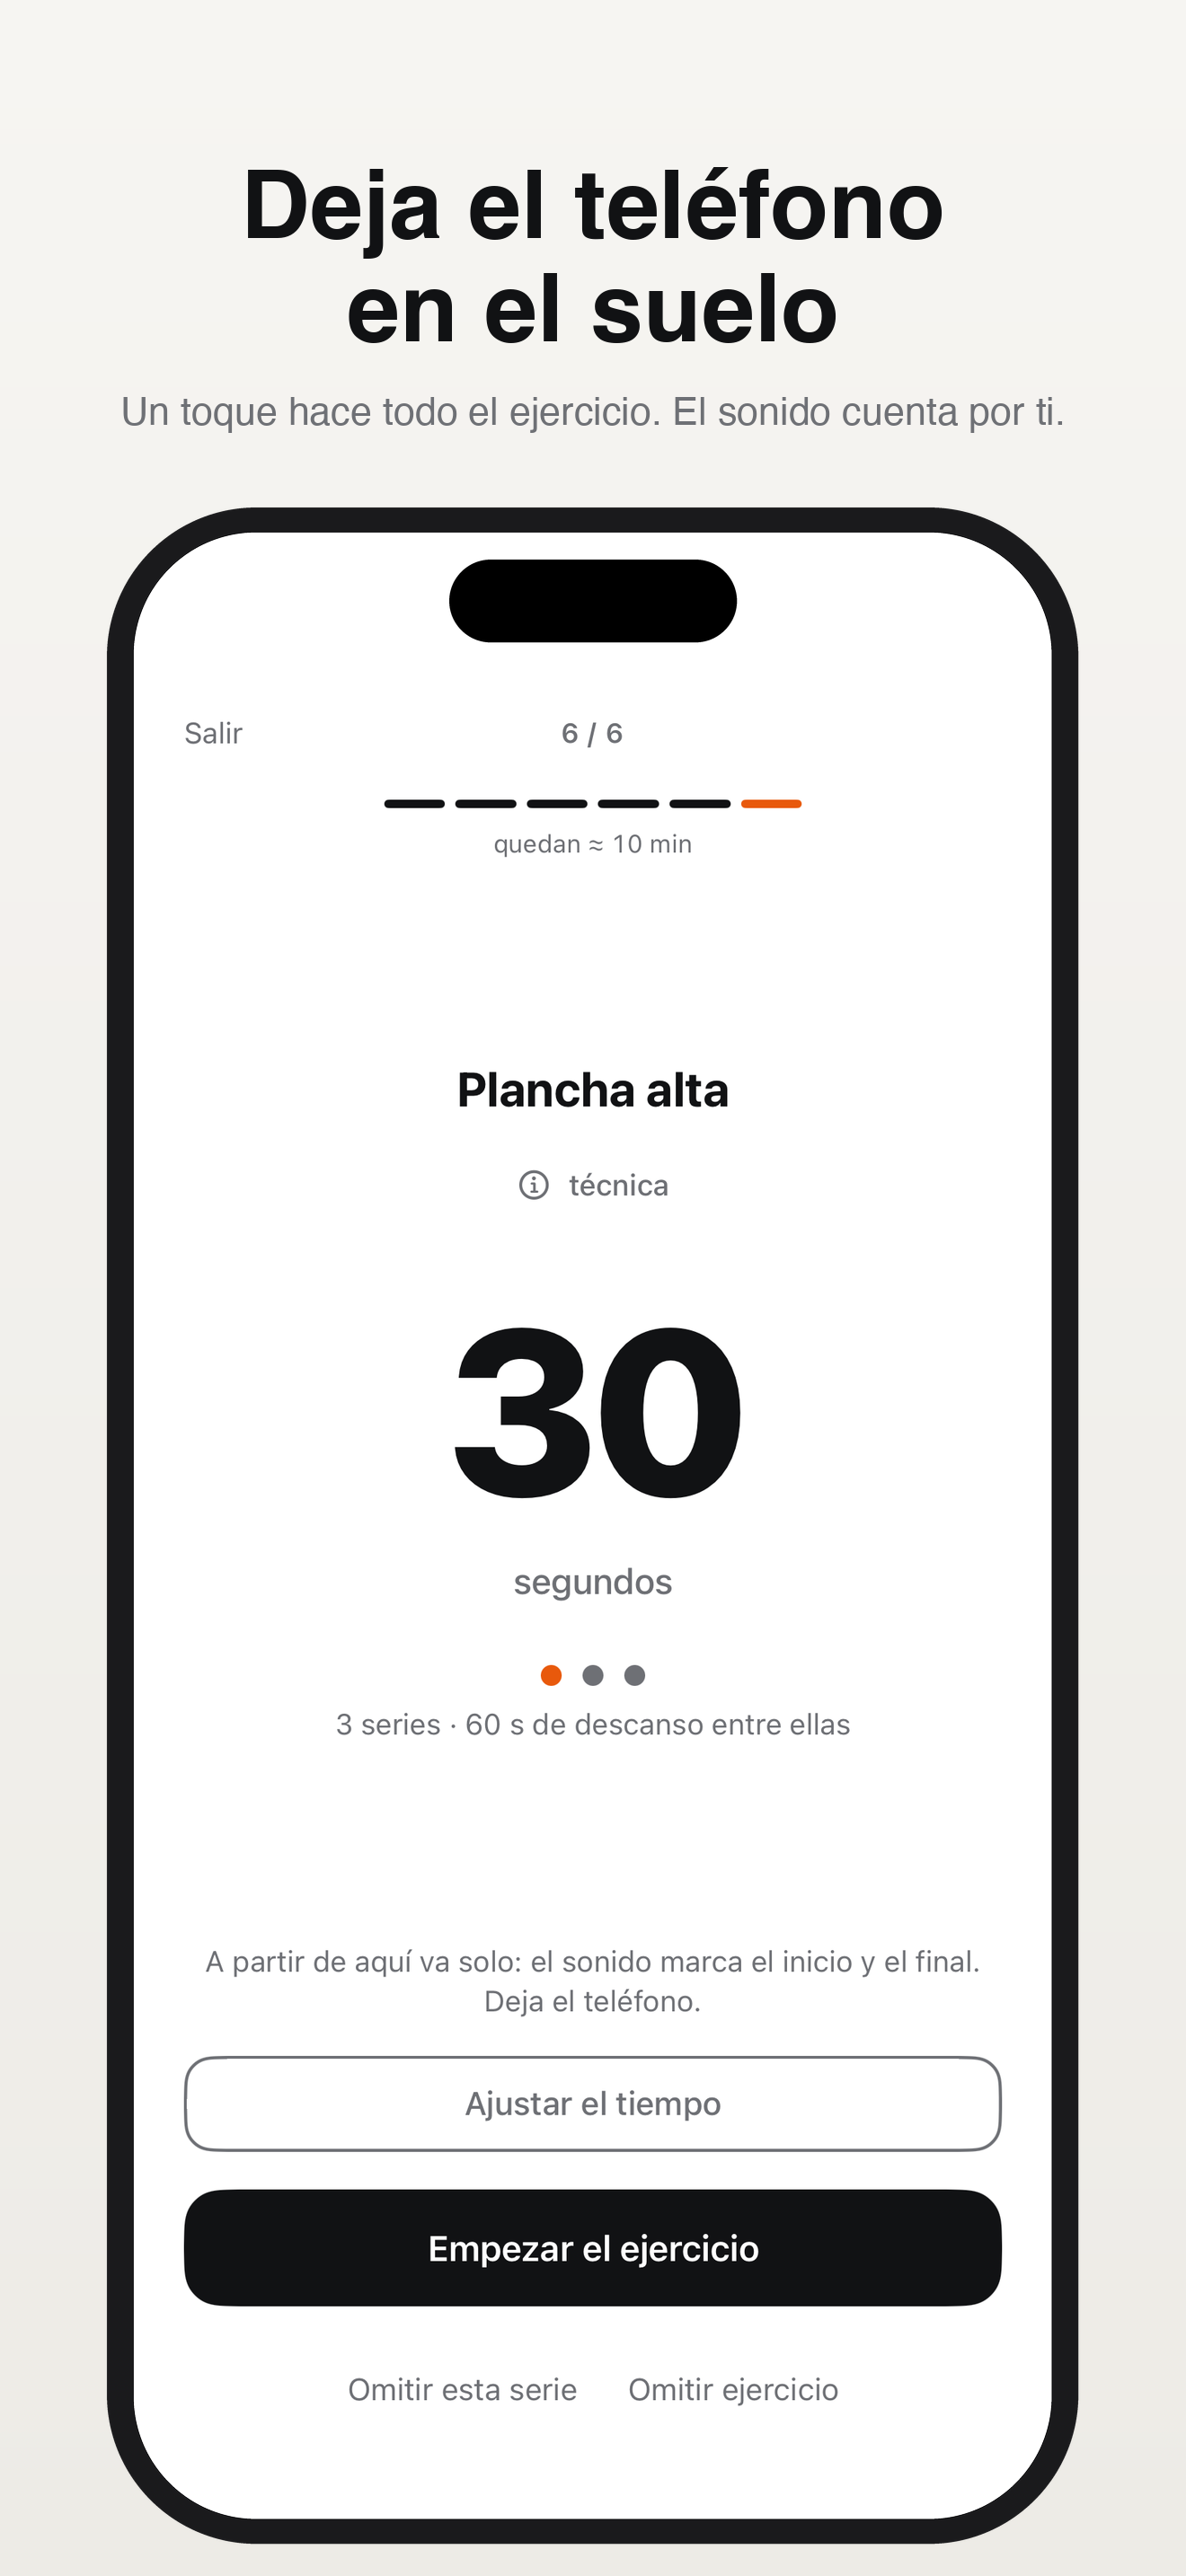 Deja el teléfono
en el suelo
Un toque hace todo el ejercicio. El sonido cuenta por ti.
Salir
6 / 6
quedan ≈ 10 min
Plancha alta
técnica
30
segundos
3 series · 60 s de descanso entre ellas
A partir de aquí va solo: el sonido marca el inicio y el final.
Deja el teléfono.
Ajustar el tiempo
Empezar el ejercicio
Omitir esta serie
Omitir ejercicio